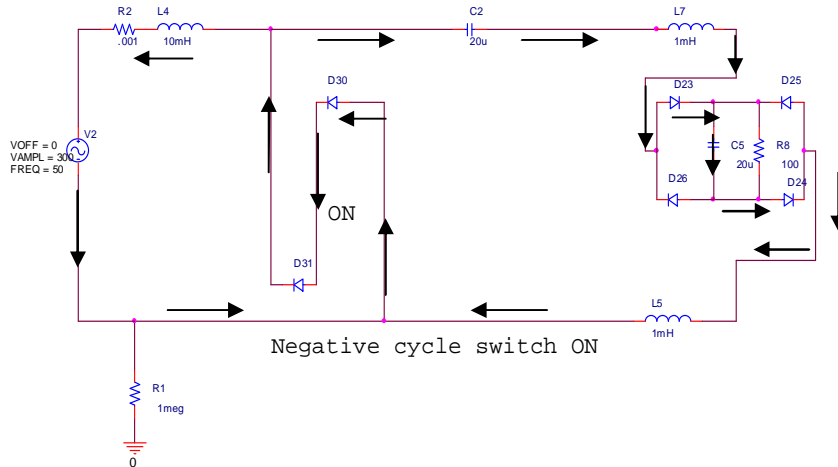 R2
.001
L4
10mH
C2
20u
L7
1mH
D30
D23
D25
V2
VOFF = 0
VAMPL = 300
FREQ = 50
C5
20u
R8
100
D26
D24
ON
D31
L5
1mH
Negative cycle switch ON
R1
1meg
0